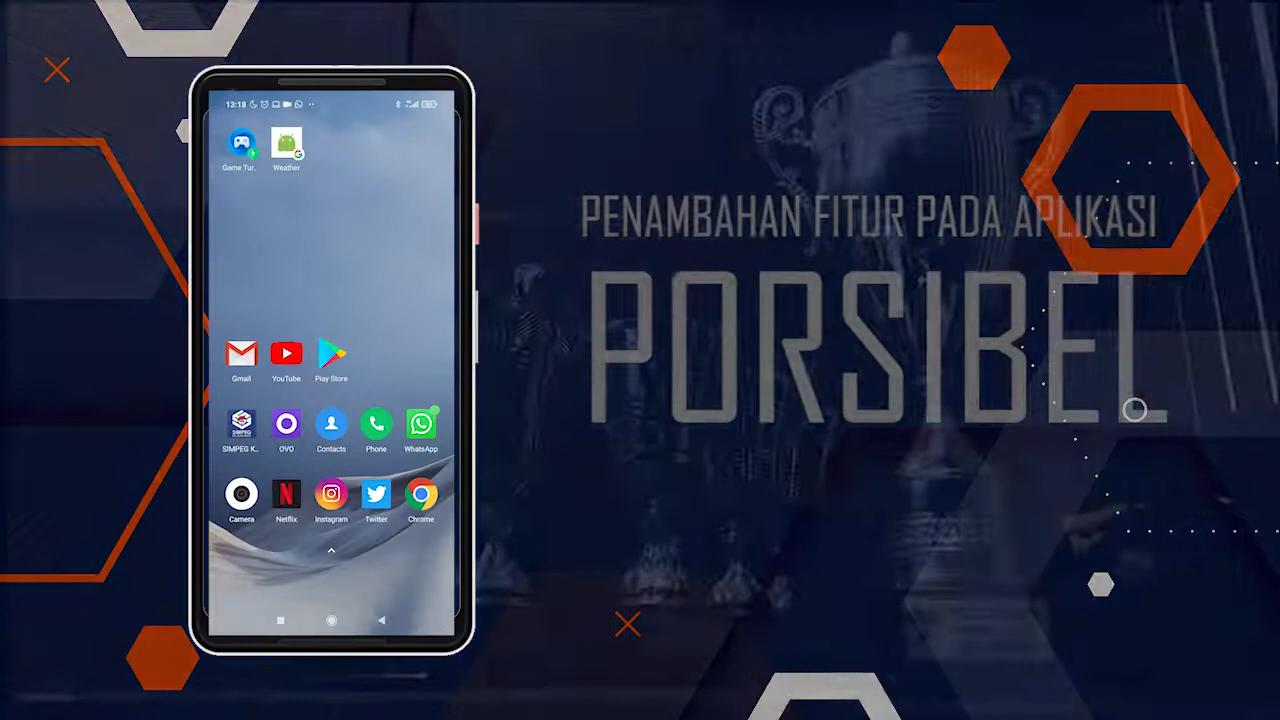 13:18
Game Tur..
Weather
Gmail
YouTube
Play Store
SIMPEG
SIMPEG K..
OVO
Contacts
Phone
WhatsApp
Camera
Netflix
Instagram
Twitter
Chrome
PENAMBAHAN FITUR PADA APLIKASI
PORSIBEL